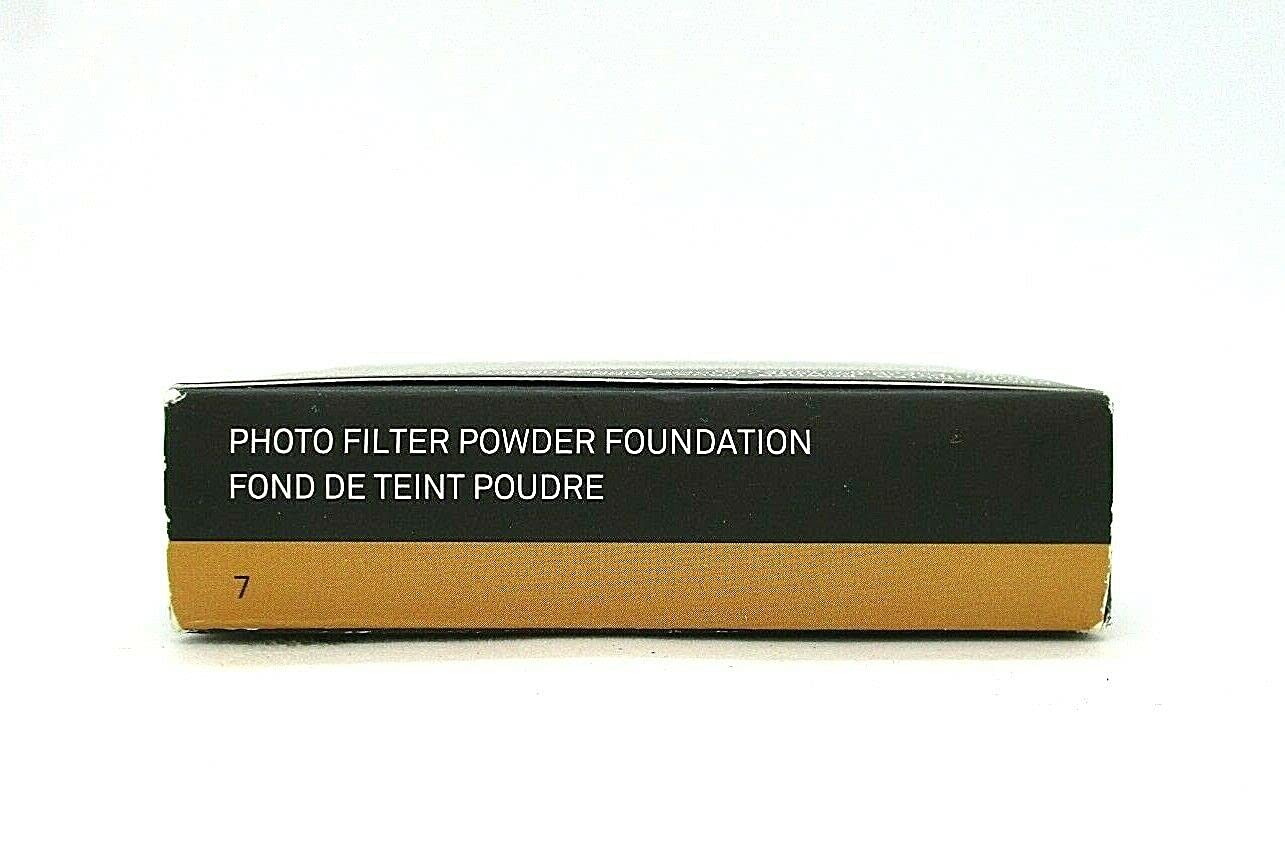 PHOTO FILTER POWDER FOUNDATION
FOND DE TEINT POUDRE
7